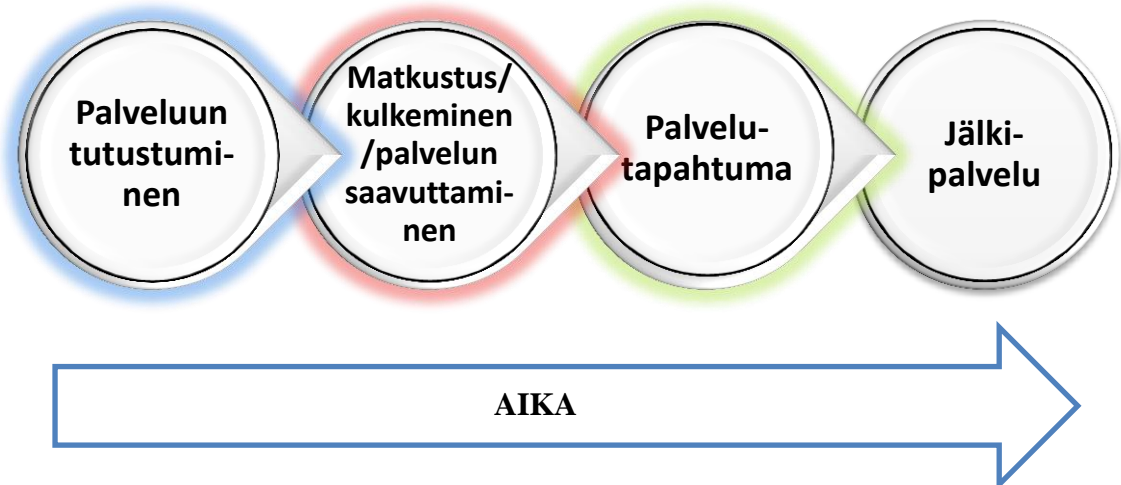 Palveluun
tutustumi-
nen
Matkustus/
kulkeminen
/palvelun
saavuttami-
nen
Palvelu-
tapahtuma
Jälki-
palvelu
AIKA